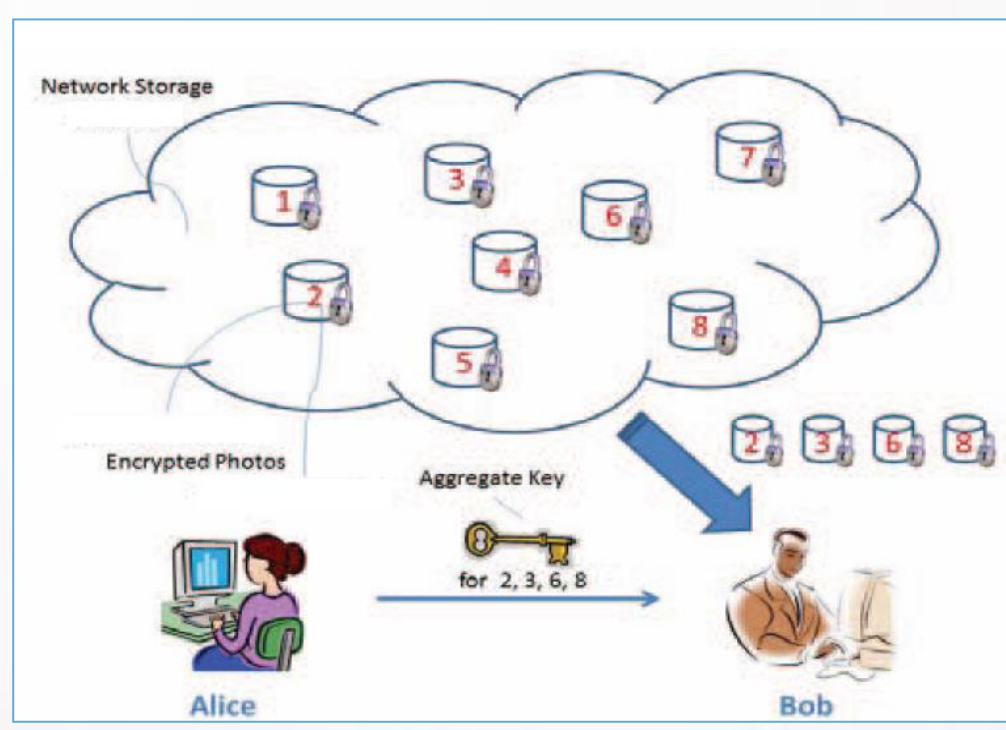 Network Storage
7
3
1
6
4
2
8
5
2 3 6 8
Encrypted Photos
Aggregate Key
for 2, 3, 6, 8
Alice
Bob